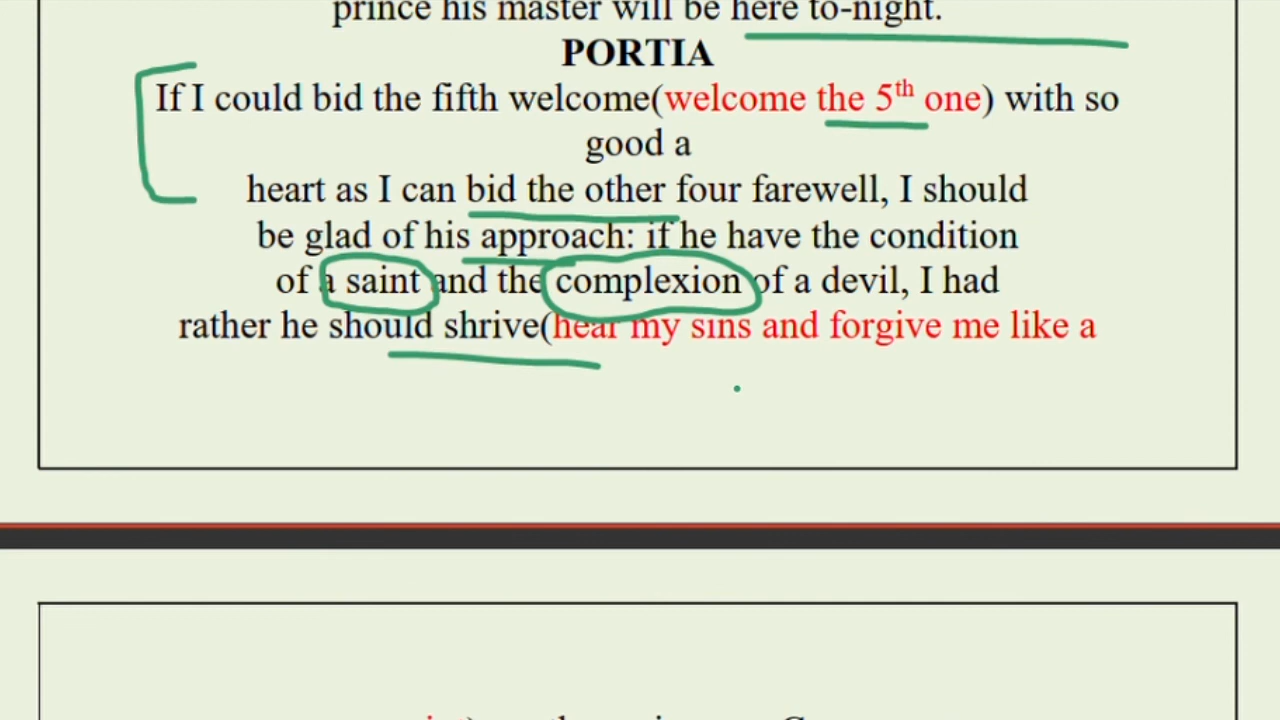 prince his master will be here to-night.
PORTIA
If I could bid the fifth welcome(welcome the 5th one) with so
good a
heart as I can bid the other four farewell, I should
be glad of his approach: if he have the condition
of a saint and the complexion of a devil, I had
rather he should shrive(hear my sins and forgive me like a